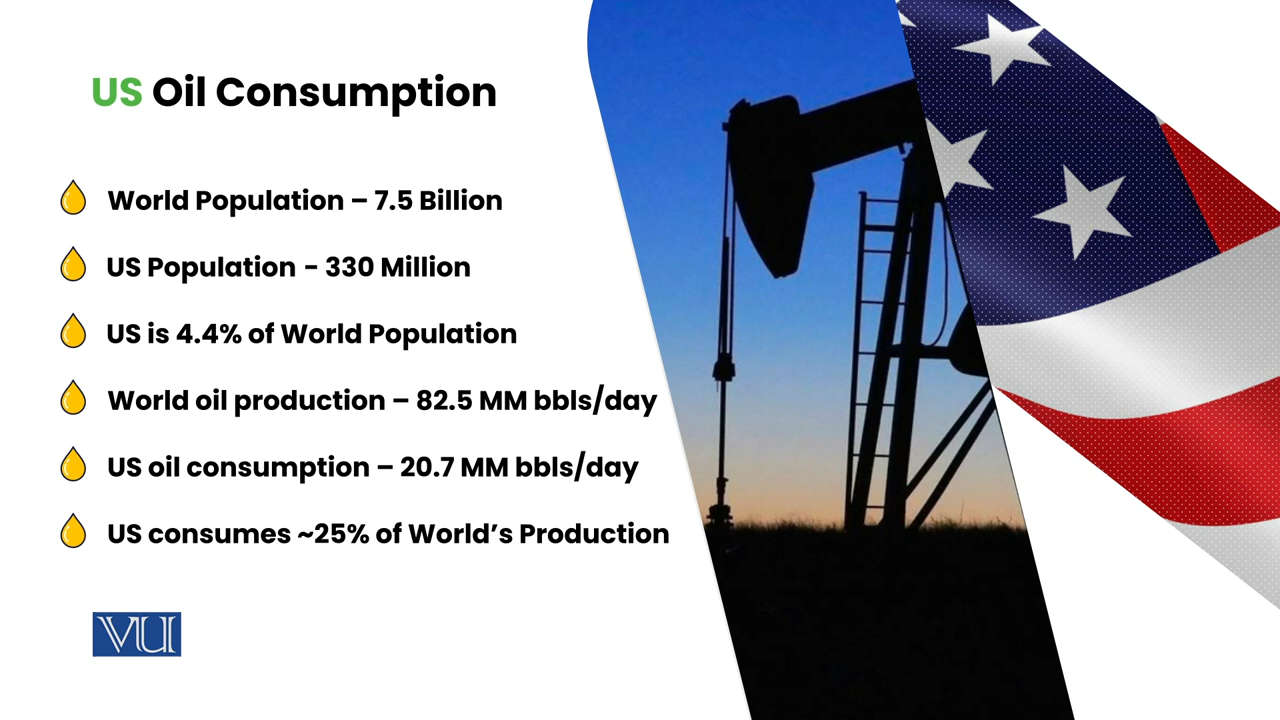 US Oil Consumption
World Population – 7.5 Billion
US Population - 330 Million
US is 4.4% of World Population
World oil production – 82.5 MM bbls/day
US oil consumption – 20.7 MM bbls/day
US consumes ~25% of World’s Production
VU